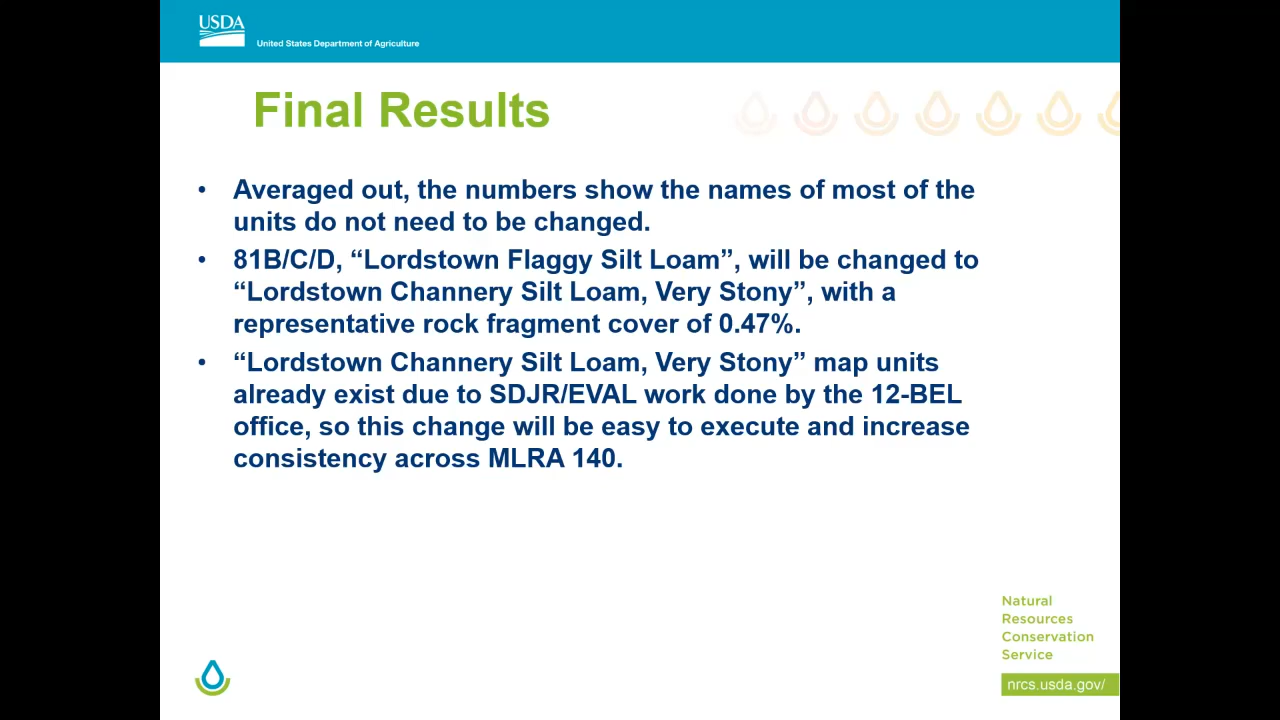 USDA
United States Department of Agriculture
Final Results
• Averaged out, the numbers show the names of most of the
units do not need to be changed.
• 81B/C/D, “Lordstown Flaggy Silt Loam”, will be changed to
“Lordstown Channery Silt Loam, Very Stony”, with a
representative rock fragment cover of 0.47%.
• “Lordstown Channery Silt Loam, Very Stony” map units
already exist due to SDJR/EVAL work done by the 12-BEL
office, so this change will be easy to execute and increase
consistency across MLRA 140.
Natural
Resources
Conservation
Service
nrcs.usda.gov/